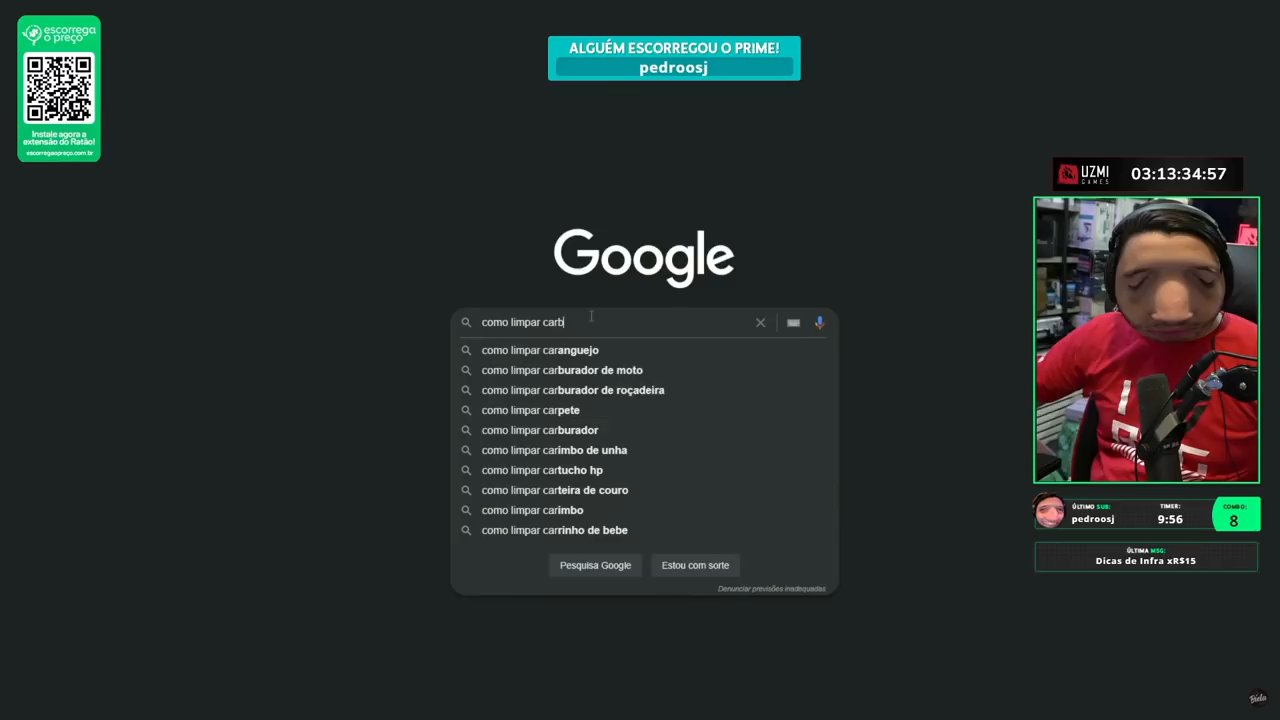 escorrega
o preço
Instale agora a
extensão do Ratão!
escorregaopreço.com.br
ALGUÉM ESCORREGOU O PRIME!
pedroosj
Google
como limpar carb
como limpar caranguejo
como limpar carburador de moto
como limpar carburador de roçadeira
como limpar carpete
como limpar carburador
como limpar carimbo de unha
como limpar cartucho hp
como limpar carteira de couro
como limpar carimbo
como limpar carrinho de bebe
Pesquisa Google
Estou com sorte
Denunciar previsões inadequadas
UZMI
GAMES
03:13:34:57
ÚLTIMO SUB:
pedroosj
TIMER:
9:56
COMBO:
8
ÚLTIMA MSG:
Dicas de Infra xR$15
Biela